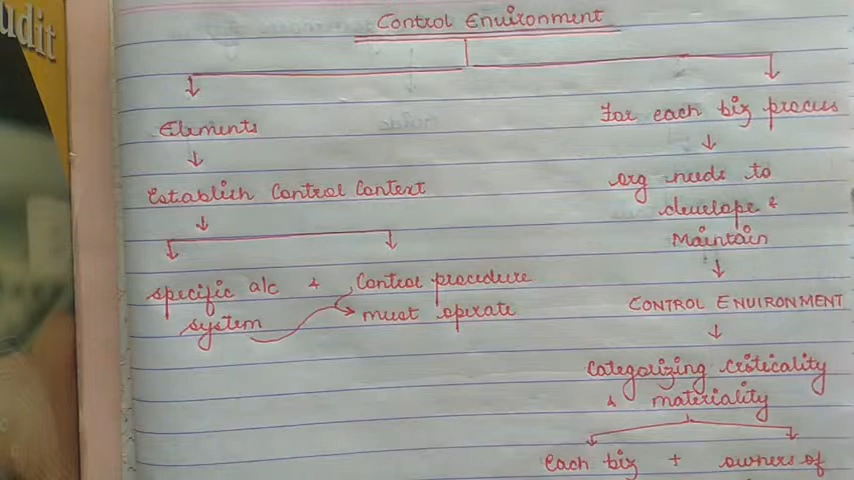 udit
Control Environment
Elements
Establish Control Context
specific a/c & Control procedure
system must operate
For each biz process
org needs to
develope &
Maintain
CONTROL ENVIRONMENT
Categorizing criticality
& materiality
Each biz + owners of